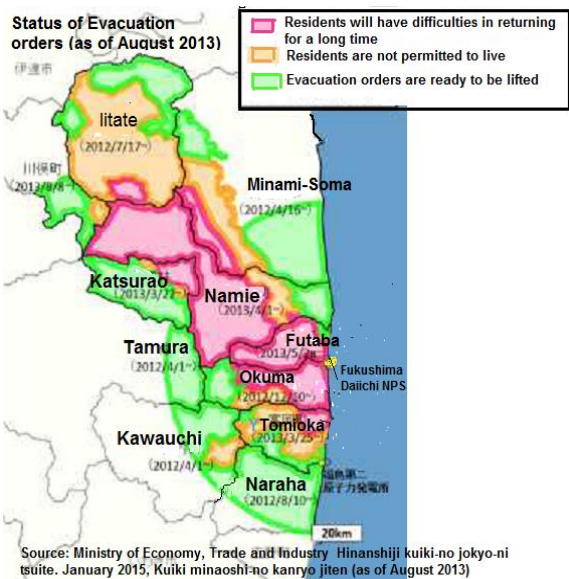 Status of Evacuation
orders (as of August 2013)
Residents will have difficulties in returning
for a long time
Residents are not permitted to live
Evacuation orders are ready to be lifted
伊達市
Iitate
(2012/7/17~)
川俣町
(2013/8/8~)
Minami-Soma
(2012/4/16~)
Katsurao
(2013/3/22~)
Namie
(2013/4/1~)
Tamura
(2012/4/1~)
Futaba
Fukushima
Daiichi NPS
Okuma
(2012/12/10~)
Tomioka
(2013/3/25~)
Kawauchi
(2012/4/1~)
Naraha
(2012/8/10~)
福島第二
原子力発電所
20km
Source: Ministry of Economy, Trade and Industry Hinanshiji kuiki-no jokyo-ni
tsuite. January 2015, Kuiki minaoshi-no kanryo jiten (as of August 2013)